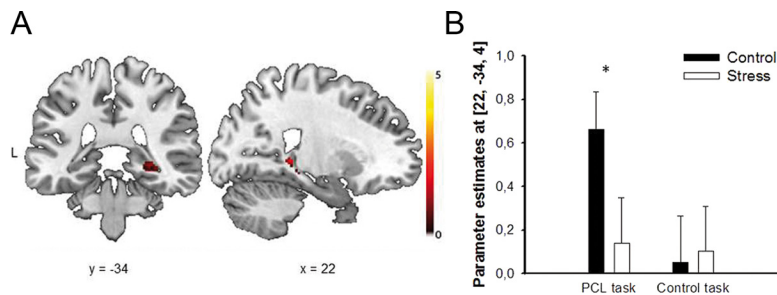 A
L
5
0
y = -34
x = 22
B
Parameter estimates at [22, -34, 4]
1,0
0,8
0,6
0,4
0,2
0,0
*
Control
Stress
PCL task
Control task